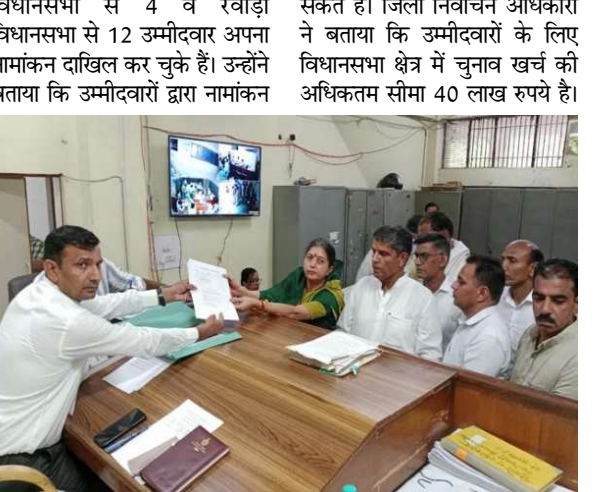 विधानसभा से 4 व रेवाड़ी
विधानसभा से 12 उम्मीदवार अपना
नामांकन दाखिल कर चुके हैं। उन्होंने
बताया कि उम्मीदवारों द्वारा नामांकन
सकते हैं। जिला निर्वाचन अधिकारी
ने बताया कि उम्मीदवारों के लिए
विधानसभा क्षेत्र में चुनाव खर्च की
अधिकतम सीमा 40 लाख रुपये है।